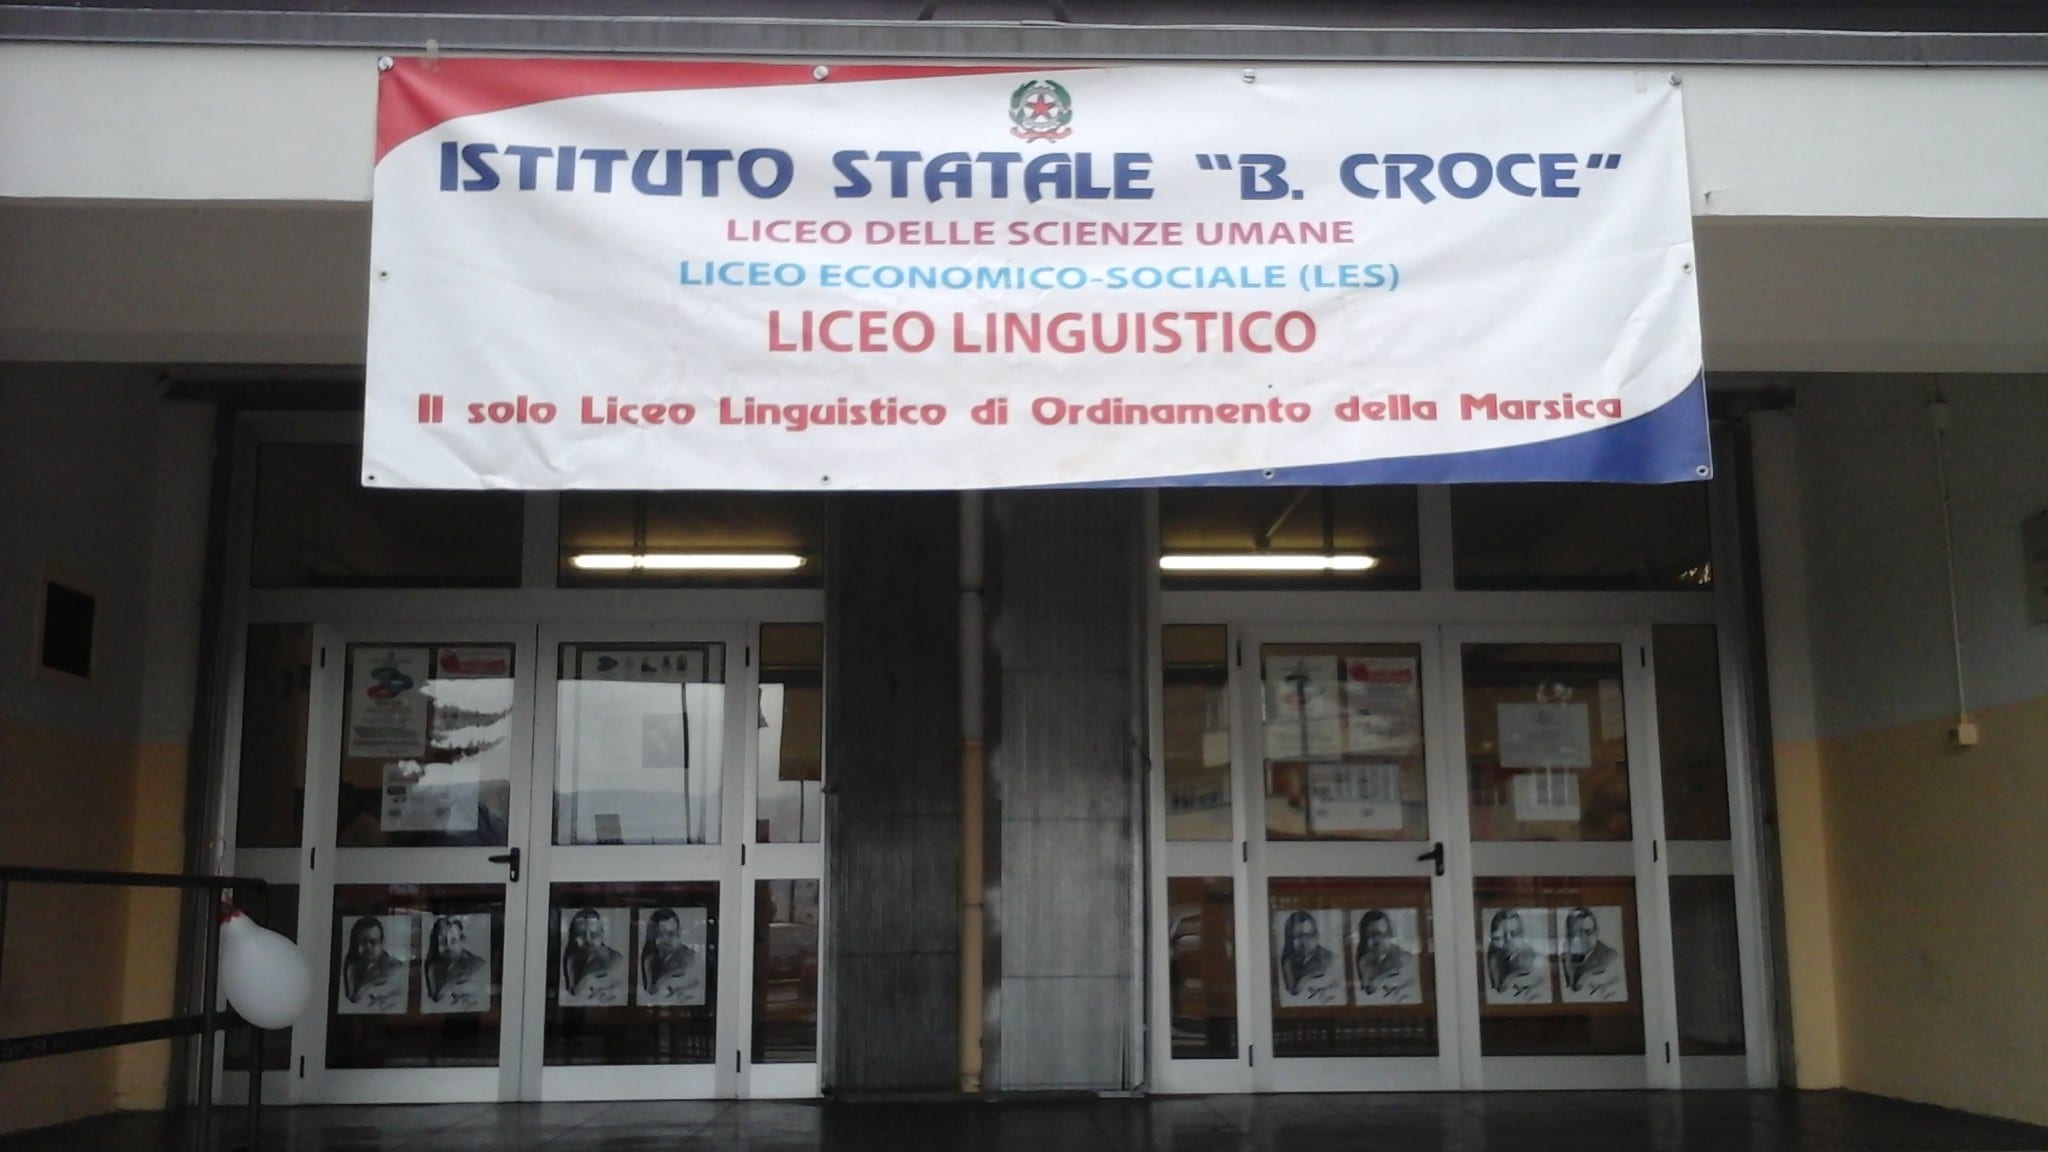 ISTITUTO STATALE "B. CROCE"
LICEO DELLE SCIENZE UMANE
LICEO ECONOMICO-SOCIALE (LES)
LICEO LINGUISTICO
Il solo Liceo Linguistico di Ordinamento della Marsica